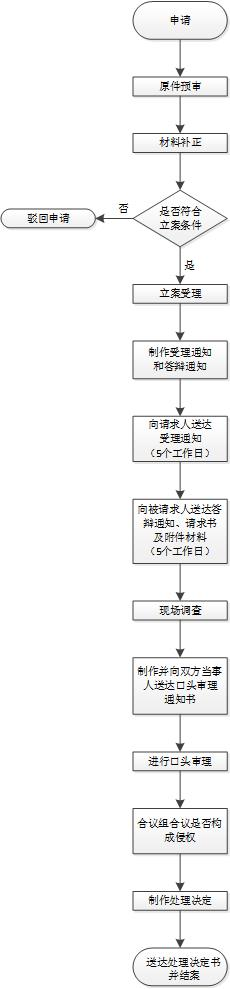 申请
原件预审
材料补正
是否符合
立案条件
否
驳回申请
是
立案受理
制作受理通知
和答辩通知
向请求人送达
受理通知
（5个工作日）
向被请求人送达答
辩通知、请求书
及附件材料
（5个工作日）
现场调查
制作并向双方当事
人送达口头审理
通知书
进行口头审理
合议组合议是否构
成侵权
制作处理决定
送达处理决定书
并结案